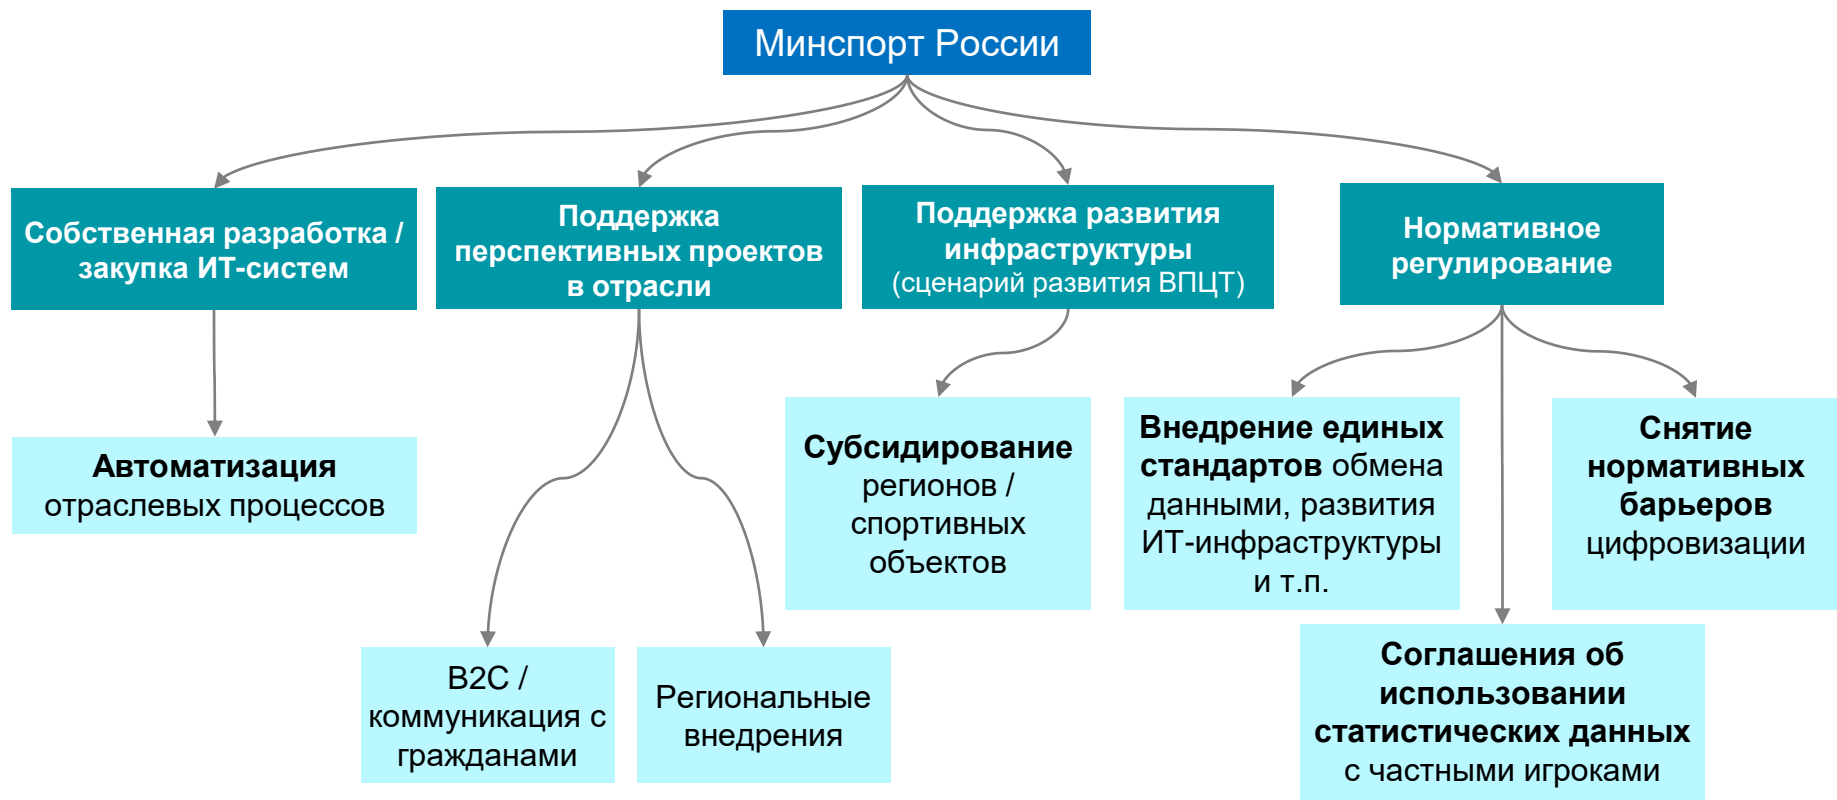 Минспорт России
Собственная разработка /
закупка ИТ-систем
Поддержка
перспективных проектов
в отрасли
Поддержка развития
инфраструктуры
(сценарий развития ВПЦТ)
Нормативное
регулирование
Автоматизация
отраслевых процессов
B2C /
коммуникация с
гражданами
Региональные
внедрения
Субсидирование
регионов /
спортивных
объектов
Внедрение единых
стандартов обмена
данными, развития
ИТ-инфраструктуры
и т.п.
Снятие
нормативных
барьеров
цифровизации
Соглашения об
использовании
статистических данных
с частными игроками